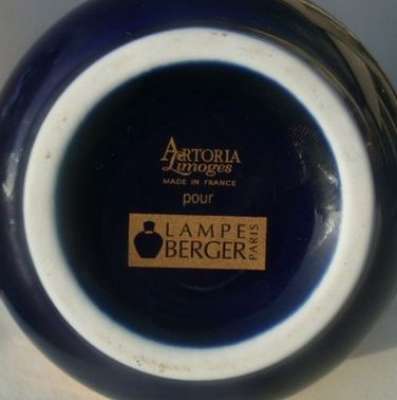 ARTORIA
Limoges
MADE IN FRANCE
pour
LAMPE
BERGER
PARIS